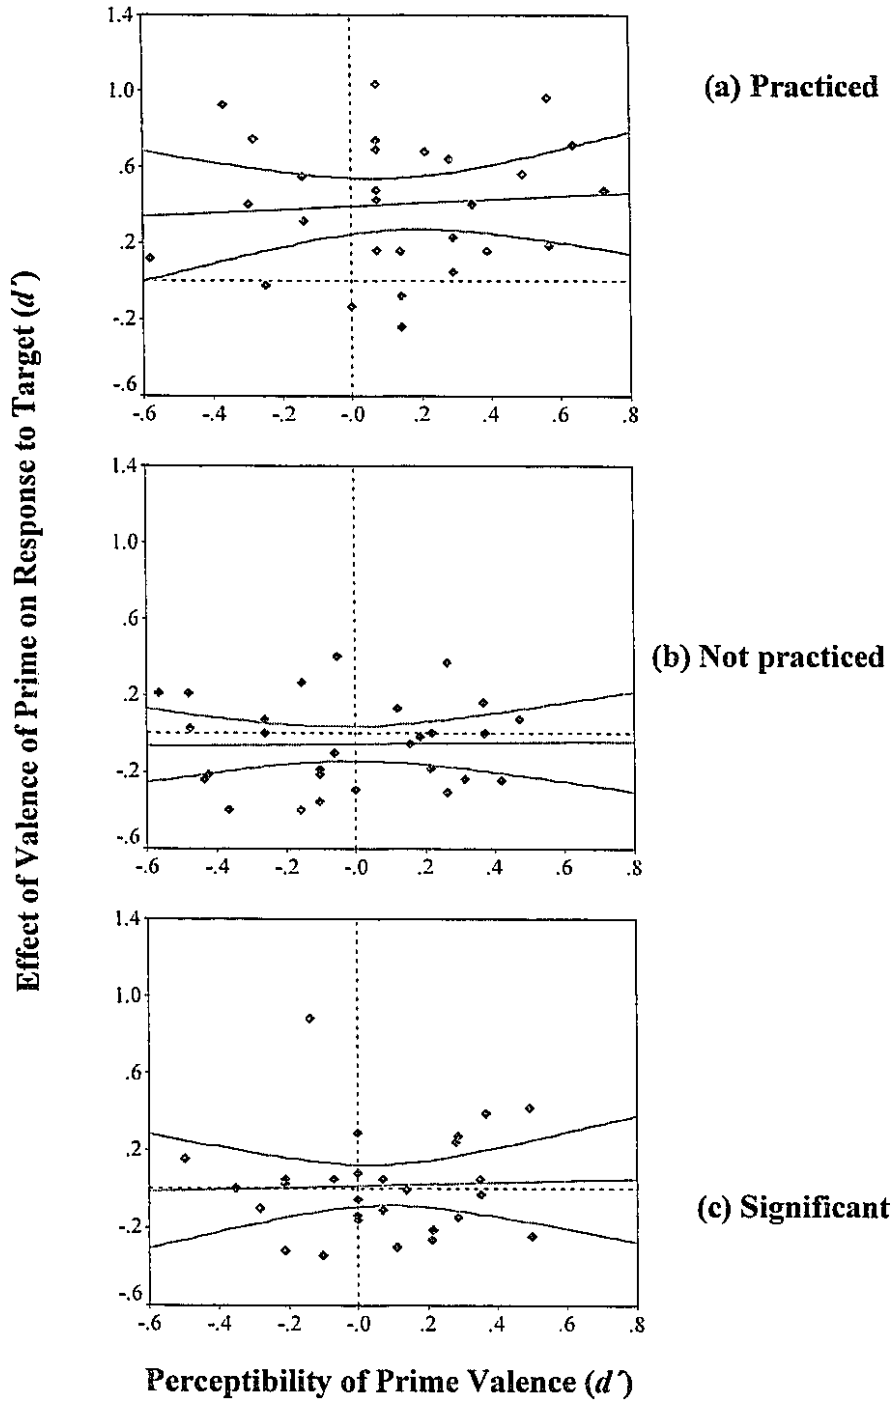 Effect of Valence of Prime on Response to Target (d′)
1.4
1.0
.6
.2
-.2
-.6
-.6 -.4 -.2 -.0 .2 .4 .6 .8
(a) Practiced
1.4
1.0
.6
.2
-.2
-.6
-.6 -.4 -.2 -.0 .2 .4 .6 .8
(b) Not practiced
1.4
1.0
.6
.2
-.2
-.6
-.6 -.4 -.2 -.0 .2 .4 .6 .8
(c) Significant
Perceptibility of Prime Valence (d′)